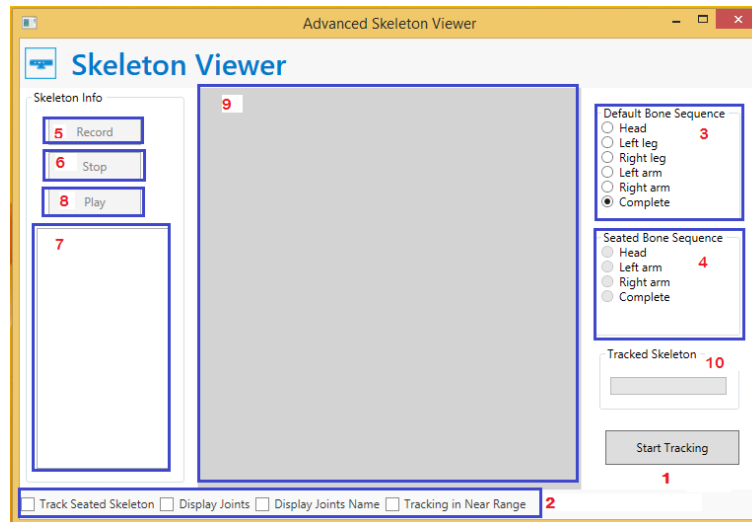 Advanced Skeleton Viewer
Skeleton Viewer
Skeleton Info
5 Record
6 Stop
8 Play
7
9
Default Bone Sequence
Head
3
Left leg
Right leg
Left arm
Right arm
Complete
Seated Bone Sequence
Head
Left arm
4
Right arm
Complete
Tracked Skeleton
10
Start Tracking
1
Track Seated Skeleton Display Joints Display Joints Name Tracking in Near Range 2